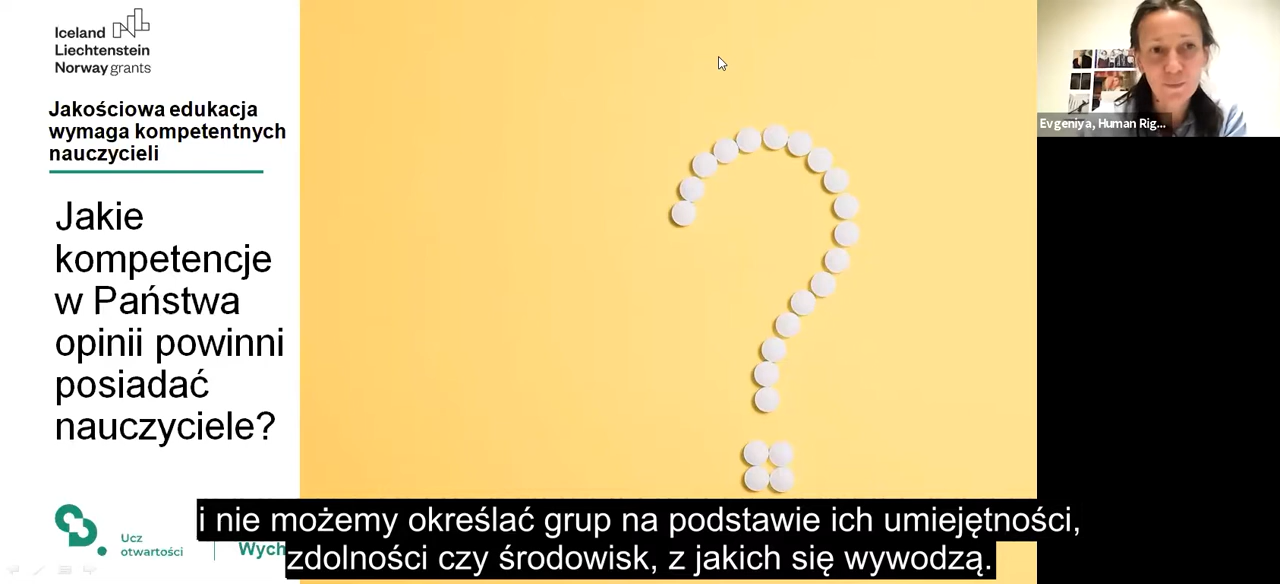 Iceland
Liechtenstein
Norway grants
Jakościowa edukacja
wymaga kompetentnych
nauczycieli
Jakie
kompetencje
w Państwa
opinii powinni
posiadać
nauczyciele?
Evgeniya, Human Rig...
Ucz
otwartości
Wych
i nie możemy określać grup na podstawie ich umiejętności,
zdolności czy środowisk, z jakich się wywodzą.